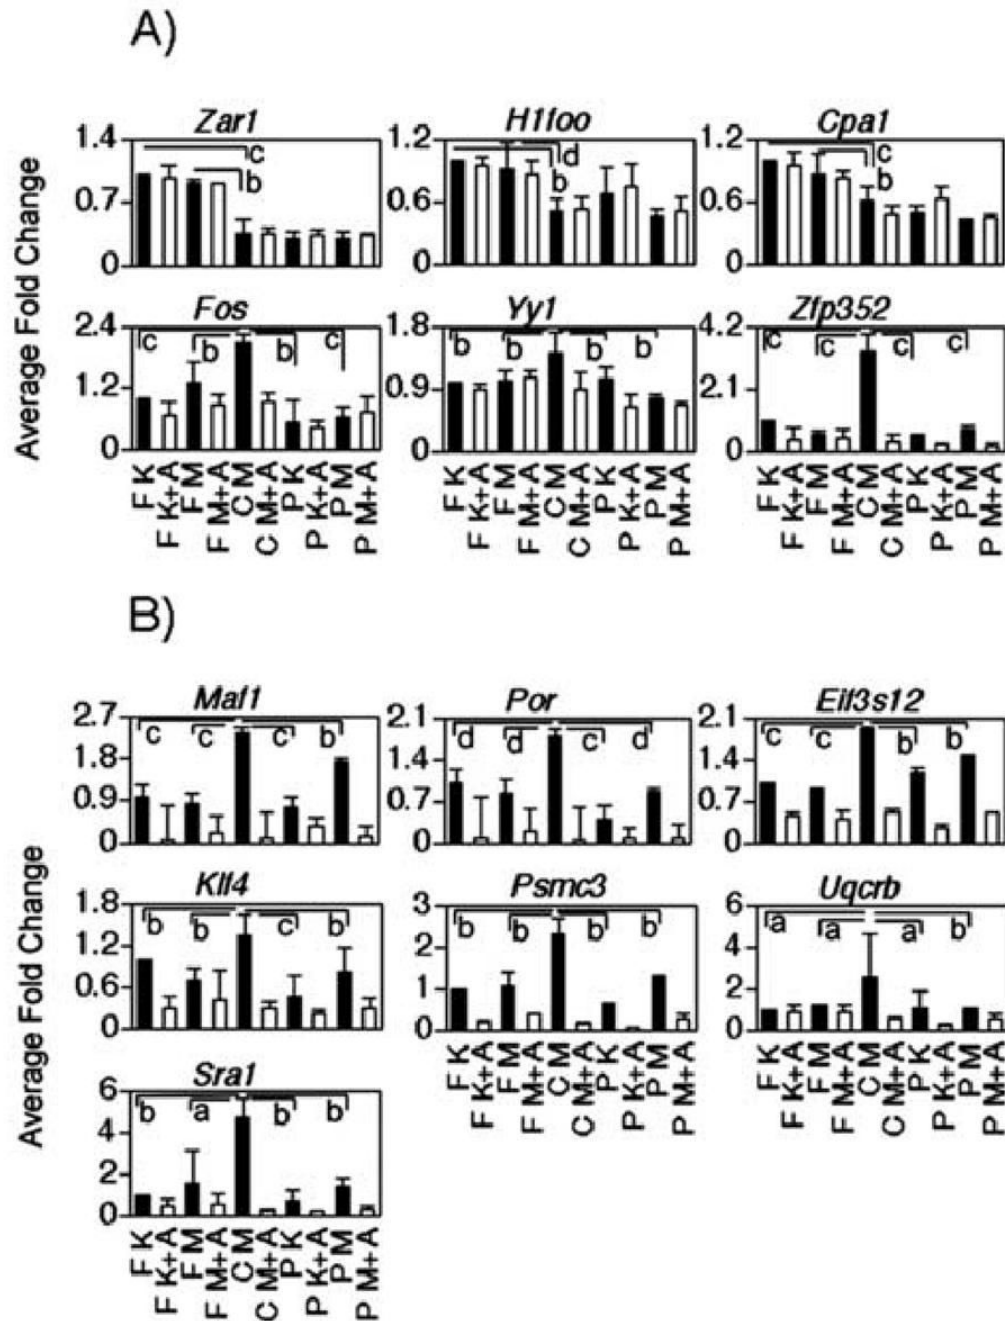 A)
Zar1 H1foo Cpa1
1.4 1.2 1.2
c d c
b b b
0.7 0.6 0.6
0 0 0
Average Fold Change
Fos Yy1 Zfp352
2.4 1.8 4.2
c b b c b b b b c c c c
1.2 0.9 2.1
0 0 0
F K F K+A F M F M+A C M C M+A P K P K+A P M P M+A
F K F K+A F M F M+A C M C M+A P K P K+A P M P M+A
F K F K+A F M F M+A C M C M+A P K P K+A P M P M+A
B)
Maf1 Por Eif3s12
2.7 2.1 2.1
c c c b d d c d c c b b
1.8 1.4 1.4
0.9 0.7 0.7
0 0 0
Average Fold Change
Klf4 Psmc3 Uqcrb
1.8 3 6
b b c b b b b b a a a b
1.2 2 4
0.6 1 2
0 0 0
F K F K+A F M F M+A C M C M+A P K P K+A P M P M+A
F K F K+A F M F M+A C M C M+A P K P K+A P M P M+A
Sra1
6
b a b b
4
2
0
F K F K+A F M F M+A C M C M+A P K P K+A P M P M+A